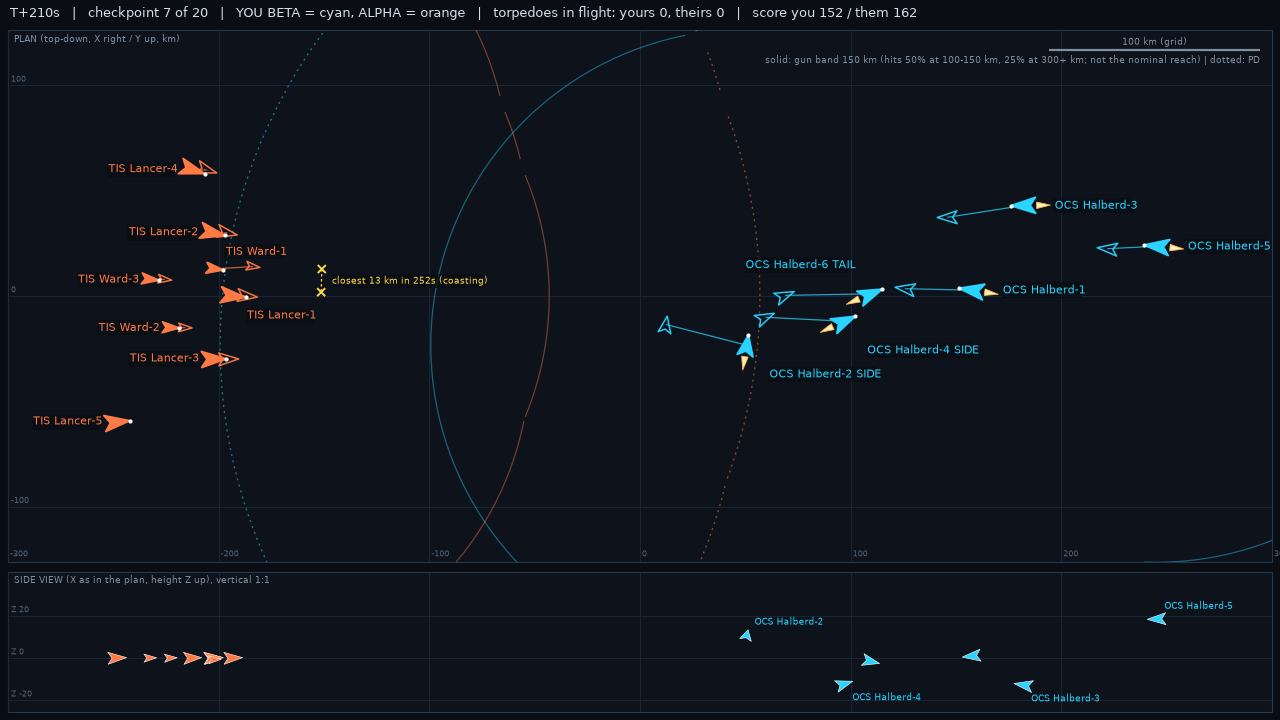 T+210s | checkpoint 7 of 20 | YOU BETA = cyan, ALPHA = orange | torpedoes in flight: yours 0, theirs 0 | score you 152 / them 162
PLAN (top-down, X right / Y up, km)
100 km (grid)
solid: gun band 150 km (hits 50% at 100-150 km, 25% at 300+ km; not the nominal reach) | dotted: PD
100
TIS Lancer-4
OCS Halberd-3
TIS Lancer-2
TIS Ward-1
OCS Halberd-5
OCS Halberd-6 TAIL
TIS Ward-3
closest 13 km in 252s (coasting)
0
OCS Halberd-1
TIS Lancer-1
TIS Ward-2
OCS Halberd-4 SIDE
TIS Lancer-3
OCS Halberd-2 SIDE
TIS Lancer-5
-100
-300
-200
-100
0
100
200
SIDE VIEW (X as in the plan, height Z up), vertical 1:1
Z 20
OCS Halberd-5
OCS Halberd-2
Z 0
Z -20
OCS Halberd-4
OCS Halberd-3